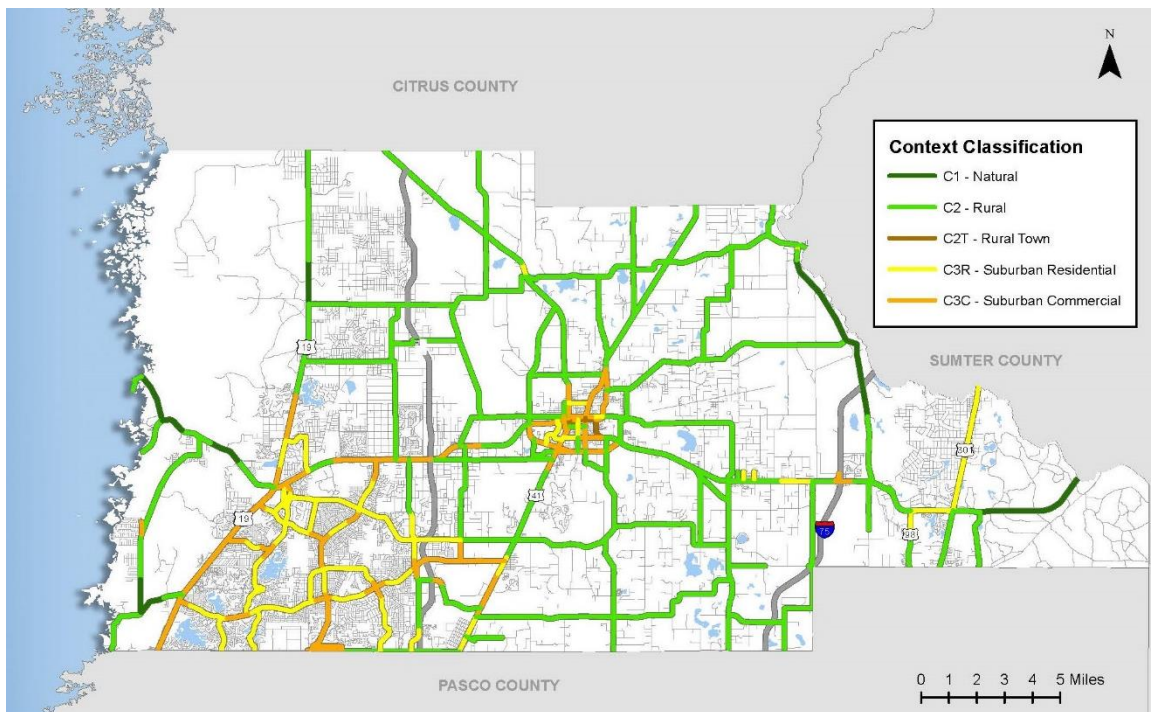 N
CITRUS COUNTY
Context Classification
C1 - Natural
C2 - Rural
C2T - Rural Town
C3R - Suburban Residential
C3C - Suburban Commercial
SUMTER COUNTY
19
301
41
19
75
98
PASCO COUNTY
0 1 2 3 4 5 Miles